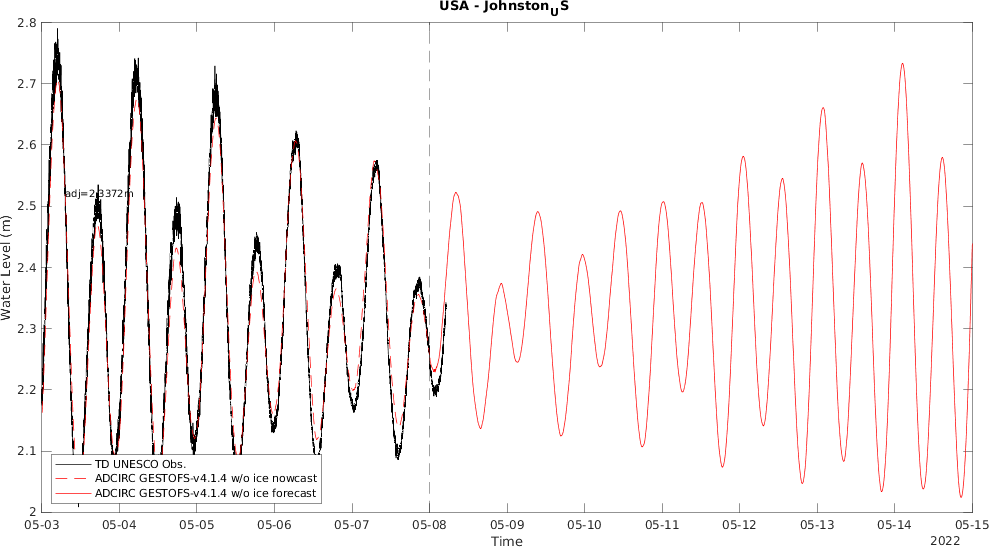 USA - Johnston_US
2.8
2.7
2.6
2.5
2.4
2.3
2.2
2.1
2
Water Level (m)
adj=2.3372m
TD UNESCO Obs.
ADCIRC GESTOFS-v4.1.4 w/o ice nowcast
ADCIRC GESTOFS-v4.1.4 w/o ice forecast
05-03 05-04 05-05 05-06 05-07 05-08 05-09 05-10 05-11 05-12 05-13 05-14 05-15
Time
2022